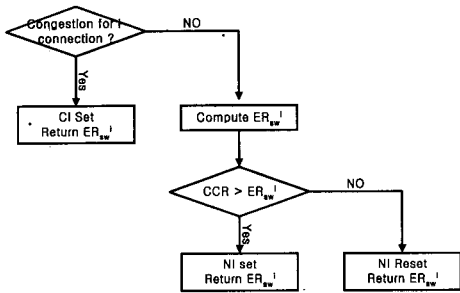 Congestion for i
connection ?
NO
Yes
CI Set
Return ER_sw^i
Compute ER_sw^i
CCR > ER_sw^i
NO
Yes
NI set
Return ER_sw^i
NI Reset
Return ER_sw^i